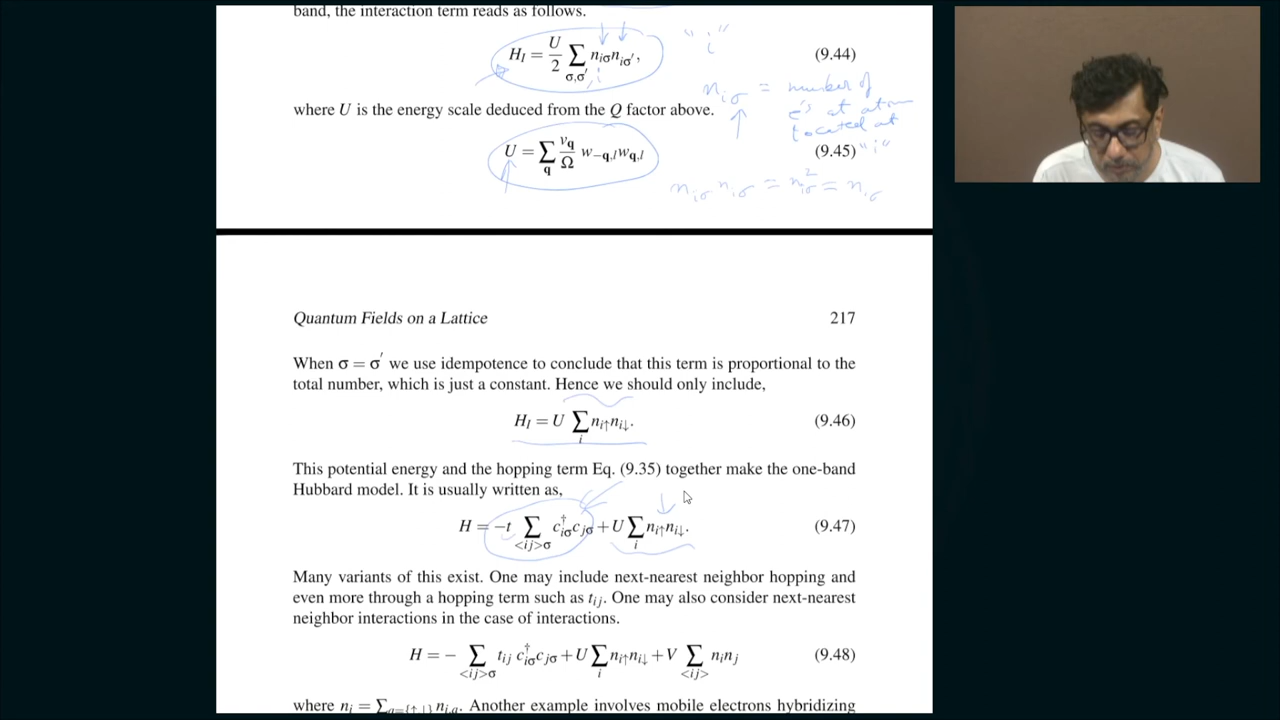 band, the interaction term reads as follows.
H_I = U/2 ∑_{σ,σ'} n_{iσ}n_{iσ'}, (9.44)
"i"
n_{iσ} = number of
e's at atom
located at
"i"
where U is the energy scale deduced from the Q factor above.
U = ∑_q v_q/Ω w_{-q,l}w_{q,l} (9.45)
n_{iσ} n_{iσ} = n_{iσ}^2 = n_{iσ}
Quantum Fields on a Lattice 217
When σ = σ' we use idempotence to conclude that this term is proportional to the
total number, which is just a constant. Hence we should only include,
H_I = U ∑_i n_{i↑}n_{i↓}. (9.46)
This potential energy and the hopping term Eq. (9.35) together make the one-band
Hubbard model. It is usually written as,
H = −t ∑_{<ij>σ} c†_{iσ}c_{jσ} + U ∑_i n_{i↑}n_{i↓}. (9.47)
Many variants of this exist. One may include next-nearest neighbor hopping and
even more through a hopping term such as t_{ij}. One may also consider next-nearest
neighbor interactions in the case of interactions.
H = − ∑_{<ij>σ} t_{ij} c†_{iσ}c_{jσ} + U ∑_i n_{i↑}n_{i↓} + V ∑_{<ij>} n_i n_j (9.48)
where n_i = ∑_{a={↑,↓}} n_{i,a}. Another example involves mobile electrons hybridizing